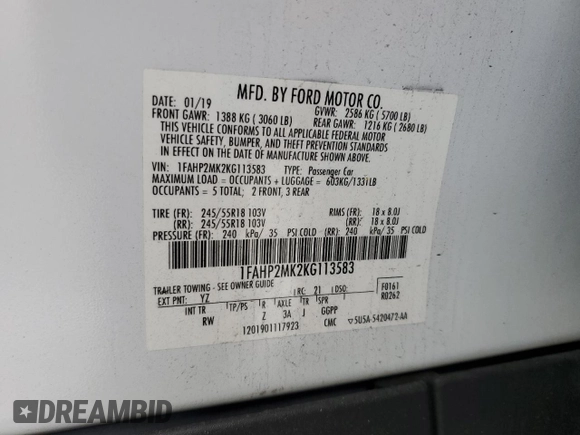 MFD. BY FORD MOTOR CO.
DATE: 01/19 GVWR: 2586 KG ( 5700 LB)
FRONT GAWR: 1388 KG ( 3060 LB) REAR GAWR: 1216 KG ( 2680 LB)
THIS VEHICLE CONFORMS TO ALL APPLICABLE FEDERAL MOTOR
VEHICLE SAFETY, BUMPER, AND THEFT PREVENTION STANDARDS
IN EFFECT ON THE DATE OF MANUFACTURE SHOWN ABOVE.
VIN: 1FAHP2MK2KG113583 TYPE: Passenger Car
MAXIMUM LOAD = OCCUPANTS + LUGGAGE = 603KG/1331LB
OCCUPANTS = 5 TOTAL; 2 FRONT, 3 REAR
TIRE (FR): 245/55R18 103V RIMS (FR): 18 x 8.0J
(RR): 245/55R18 103V (RR): 18 x 8.0J
PRESSURE (FR): 240 kPa/ 35 PSI COLD (RR): 240 kPa/ 35 PSI COLD
1FAHP2MK2KG113583
TRAILER TOWING - SEE OWNER GUIDE
RC: 21 DSO: F0161
EXT PNT: YZ R0262
INT TR TP/PS R AXLE TR SPR
RW Z 3A J GGPP
1201901117923 CMC 5U5A-5420472-AA
DREAMBID